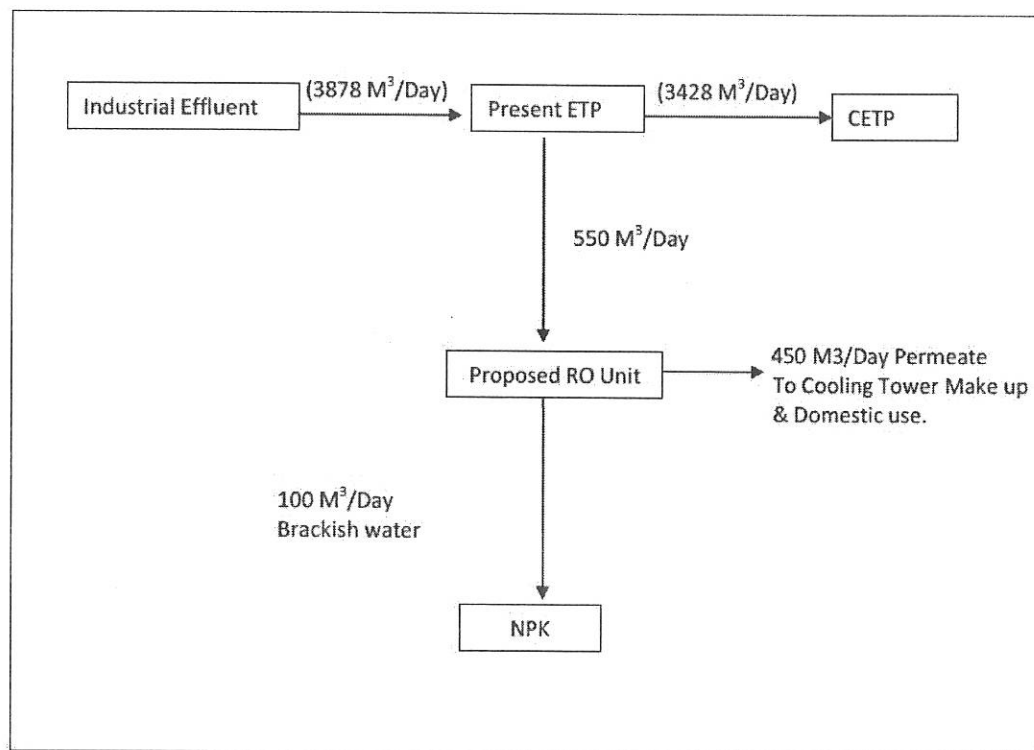 (3878 M³/Day)
(3428 M³/Day)
Industrial Effluent
Present ETP
CETP
550 M³/Day
Proposed RO Unit
450 M3/Day Permeate
To Cooling Tower Make up
& Domestic use.
100 M³/Day
Brackish water
NPK